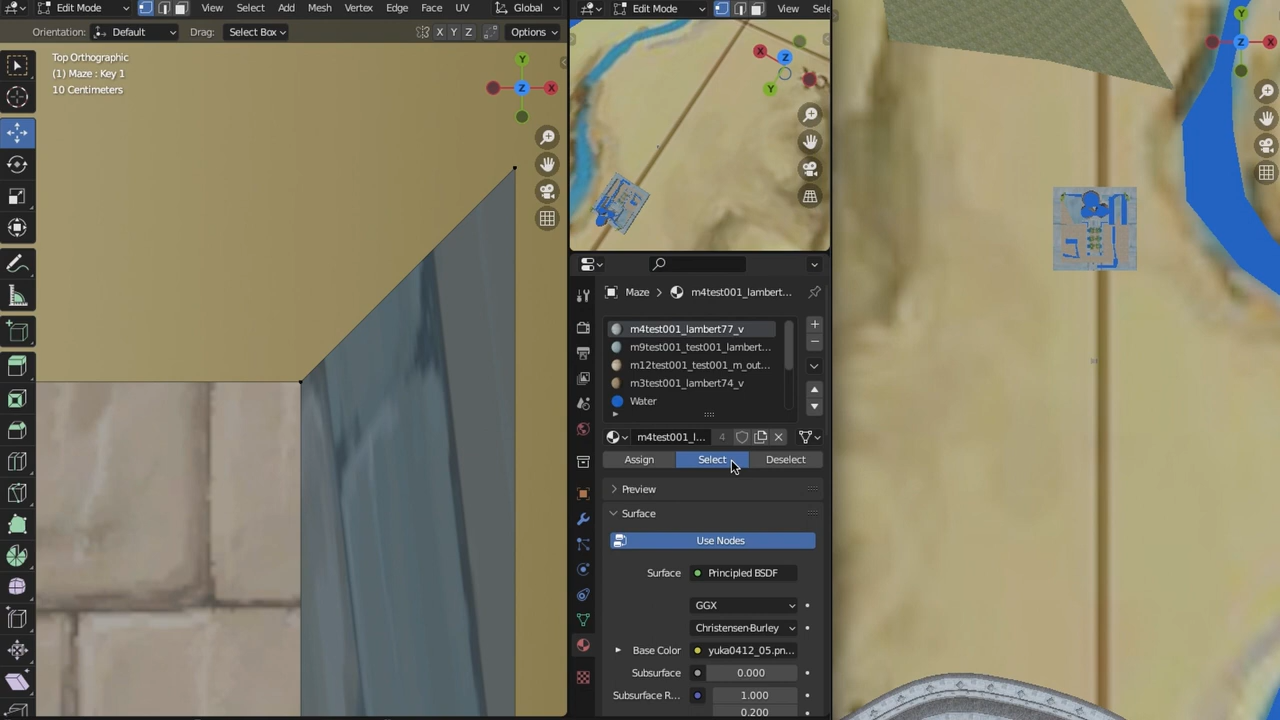 Edit Mode
View Select Add Mesh Vertex Edge Face UV
Global
Orientation: Default Drag: Select Box
X Y Z
Options
Top Orthographic
(1) Maze : Key 1
10 Centimeters
Y
Z
X
Edit Mode
View Sele
X
Z
Y
Maze > m4test001_lambert...
m4test001_lambert77_v
m9test001_test001_lambert...
m12test001_test001_m_out...
m3test001_lambert74_v
Water
m4test001_l... 4
Assign Select Deselect
Preview
Surface
Use Nodes
Surface Principled BSDF
GGX
Christensen-Burley
Base Color yuka0412_05.pn...
Subsurface 0.000
Subsurface R... 1.000
0.200
Y
Z
X